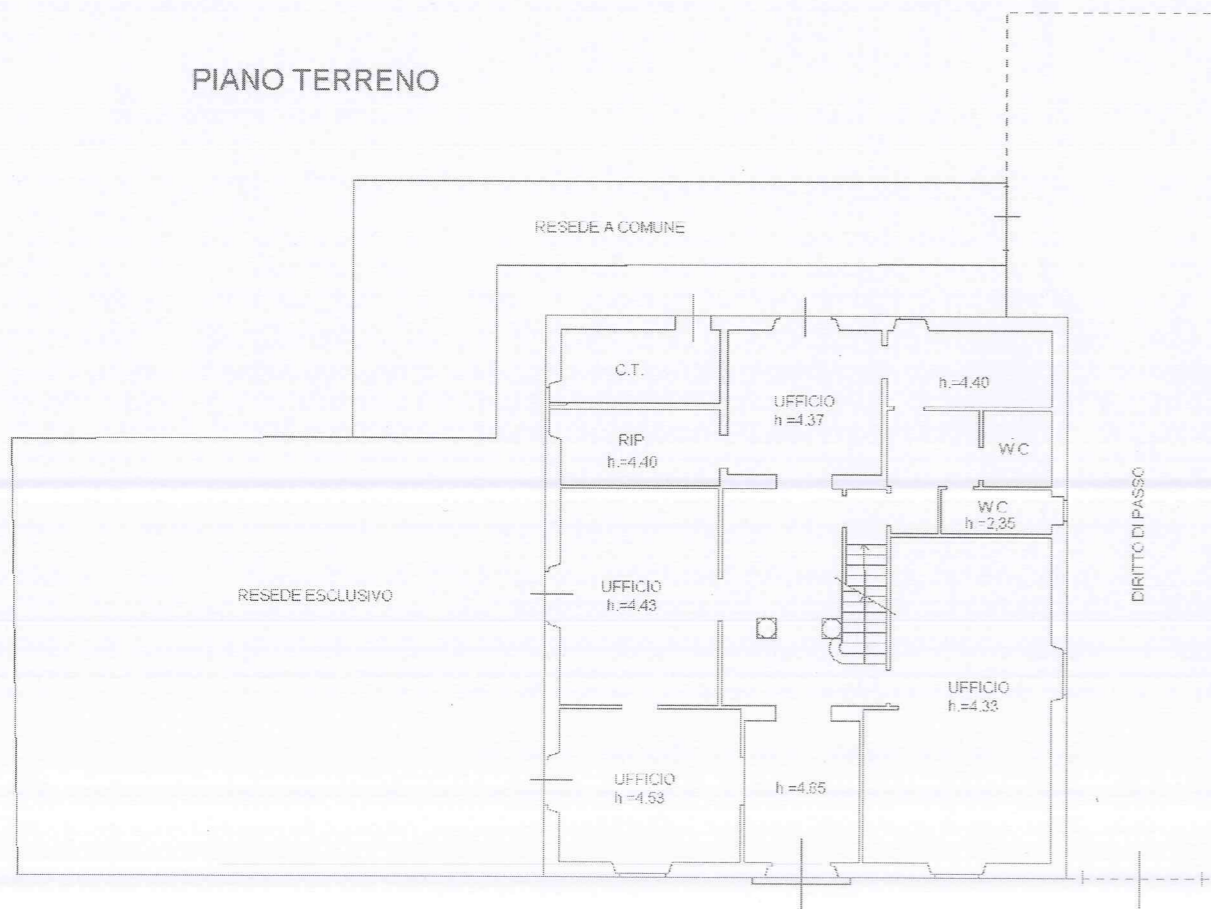 PIANO TERRENO
RESEDE A COMUNE
C.T.
UFFICIO
h.=4.37
h.=4.40
RIP.
h.=4.40
WC
WC
h.=2,35
DIRITTO DI PASSO
RESEDE ESCLUSIVO
UFFICIO
h.=4.43
UFFICIO
h.=4.33
UFFICIO
h.=4.53
h.=4.65